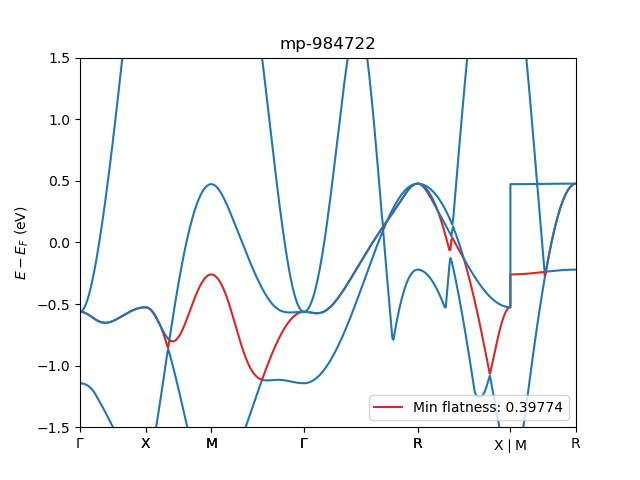 mp-984722
1.5
1.0
0.5
0.0
−0.5
−1.0
−1.5
E − E_F (eV)
Min flatness: 0.39774
Γ X M Γ R X | M R